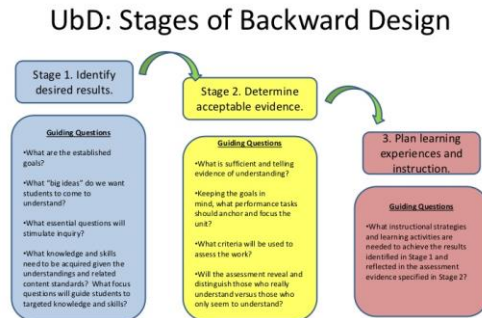 UbD: Stages of Backward Design
Stage 1. Identify
desired results.
Guiding Questions
•What are the established
goals?
•What "big ideas" do we want
students to come to
understand?
•What essential questions will
stimulate inquiry?
•What knowledge and skills
need to be acquired given the
understandings and related
content standards? What focus
questions will guide students to
targeted knowledge and skills?
Stage 2. Determine
acceptable evidence.
Guiding Questions
•What is sufficient and telling
evidence of understanding?
•Keeping the goals in
mind, what performance tasks
should anchor and focus the
unit?
•What criteria will be used to
assess the work?
•Will the assessment reveal and
distinguish those who really
understand versus those who
only seem to understand?
3. Plan learning
experiences and
instruction.
Guiding Questions
•What instructional strategies
and learning activities are
needed to achieve the results
identified in Stage 1 and
reflected in the assessment
evidence specified in Stage 2?